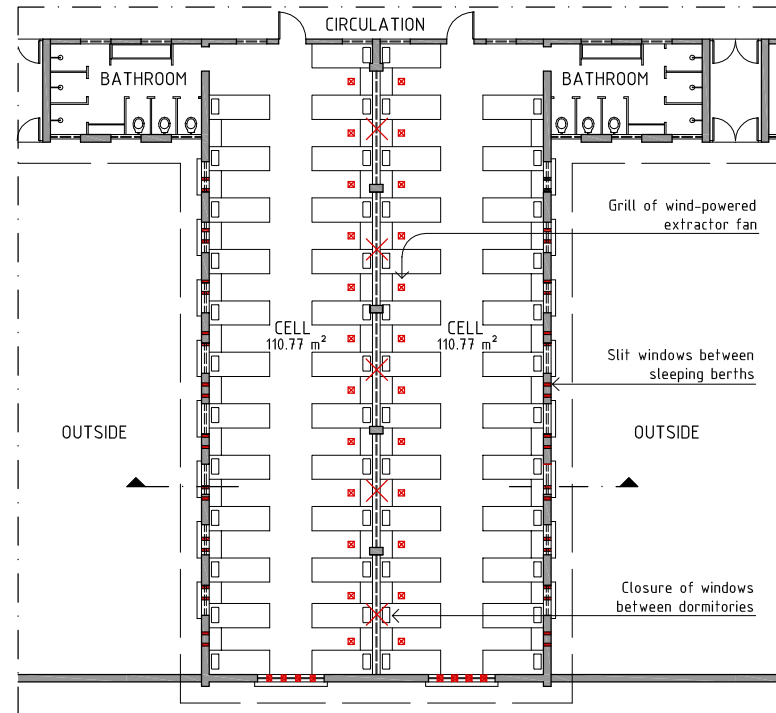 CIRCULATION
BATHROOM
BATHROOM
Grill of wind-powered
extractor fan
CELL
110.77 m²
CELL
110.77 m²
Slit windows between
sleeping berths
OUTSIDE
OUTSIDE
Closure of windows
between dormitories